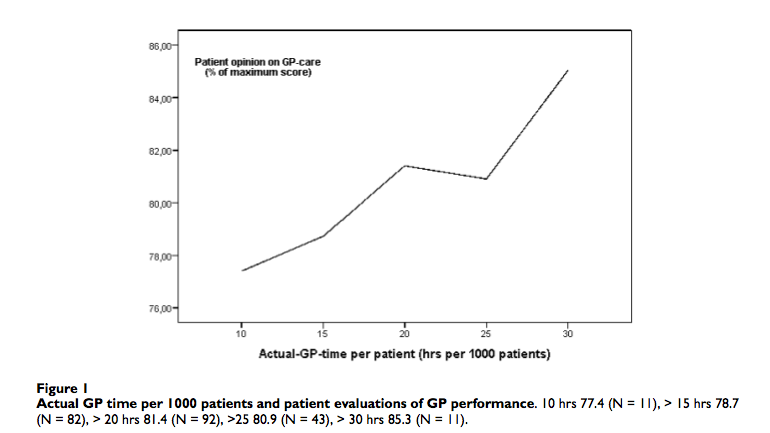 86,00
Patient opinion on GP-care
(% of maximum score)
84,00
82,00
80,00
78,00
76,00
10 15 20 25 30
Actual-GP-time per patient (hrs per 1000 patients)
Figure 1
Actual GP time per 1000 patients and patient evaluations of GP performance. 10 hrs 77.4 (N = 11), > 15 hrs 78.7
(N = 82), > 20 hrs 81.4 (N = 92), >25 80.9 (N = 43), > 30 hrs 85.3 (N = 11).